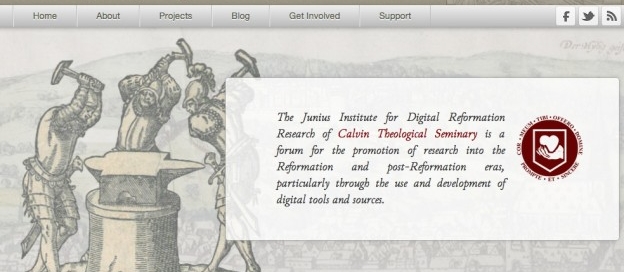 Home About Projects Blog Get Involved Support
The Junius Institute for Digital Reformation
Research of Calvin Theological Seminary is a
forum for the promotion of research into the
Reformation and post-Reformation eras,
particularly through the use and development of
digital tools and sources.
COR · MEUM · TIBI · OFFERO · DOMINE
PROMPTE · ET · SINCERE